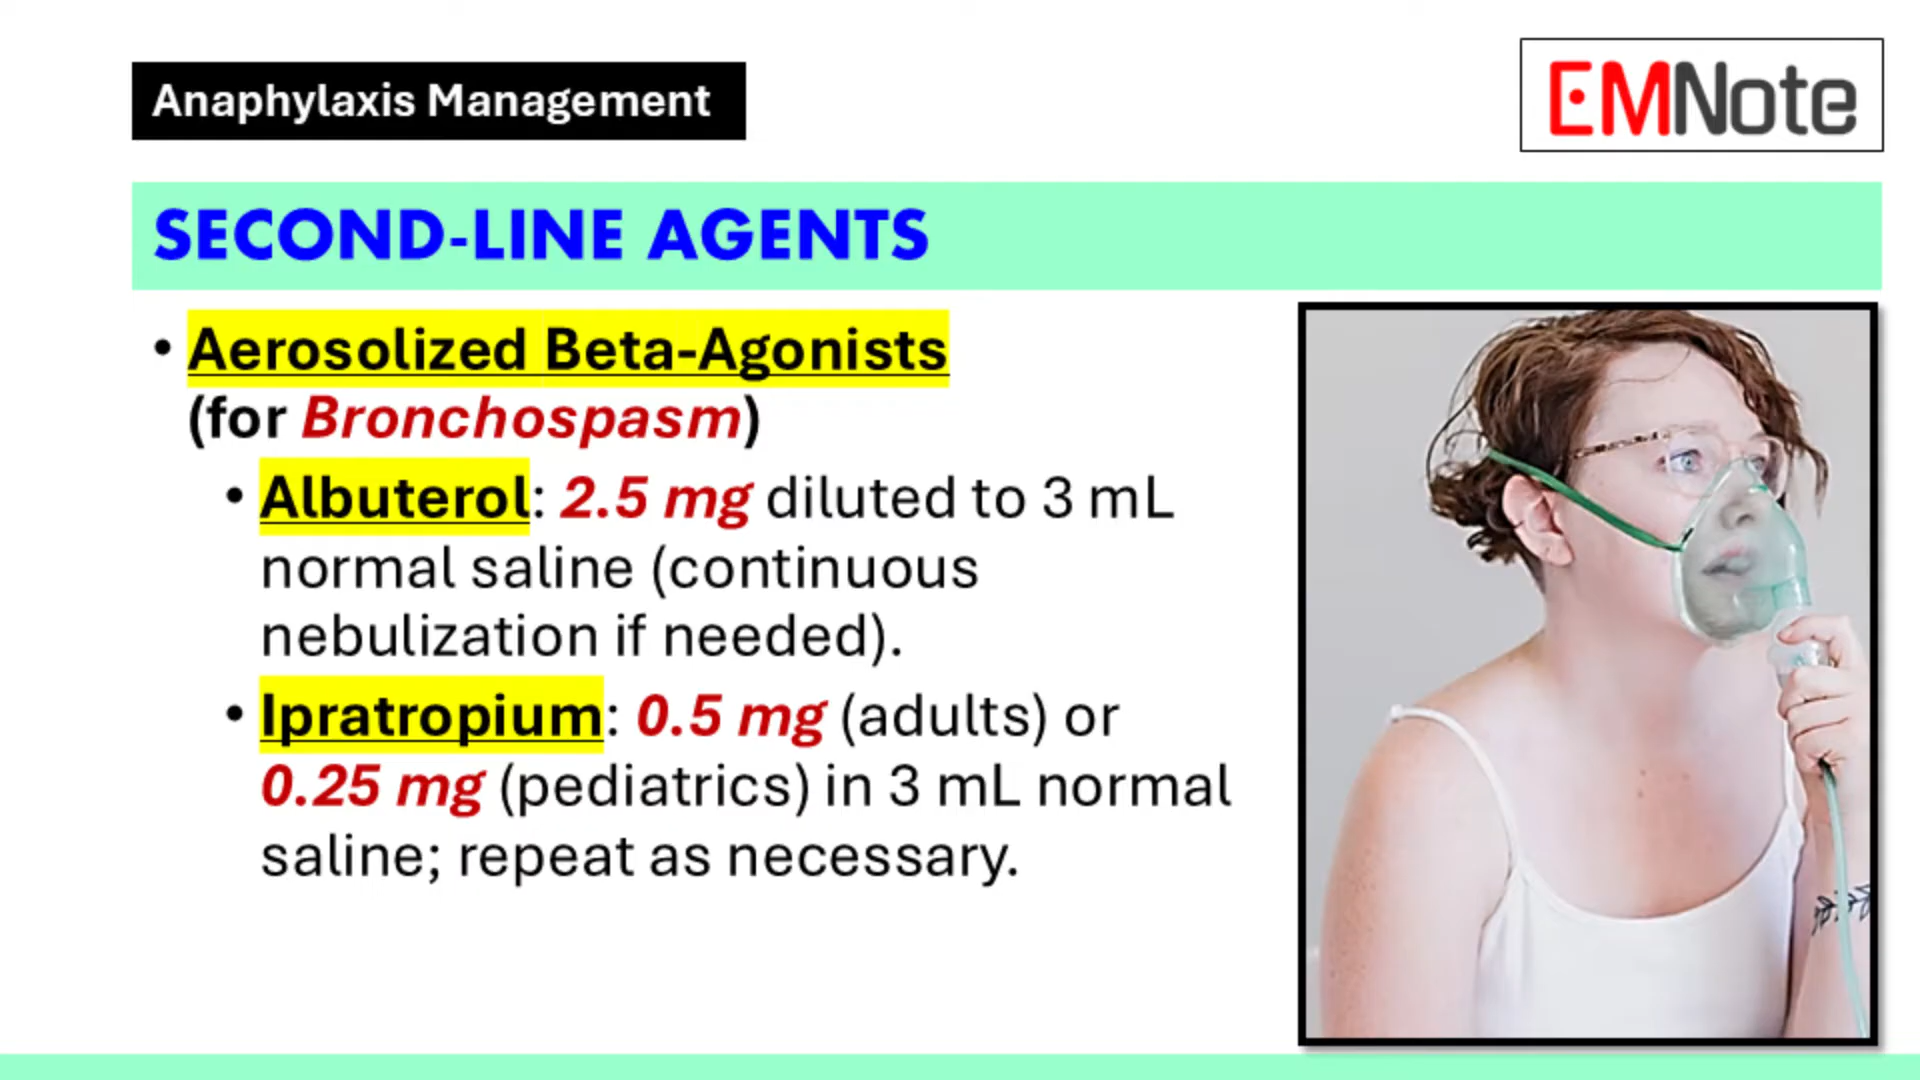 Anaphylaxis Management
EMNote
SECOND-LINE AGENTS
• Aerosolized Beta-Agonists
(for Bronchospasm)
• Albuterol: 2.5 mg diluted to 3 mL
normal saline (continuous
nebulization if needed).
• Ipratropium: 0.5 mg (adults) or
0.25 mg (pediatrics) in 3 mL normal
saline; repeat as necessary.